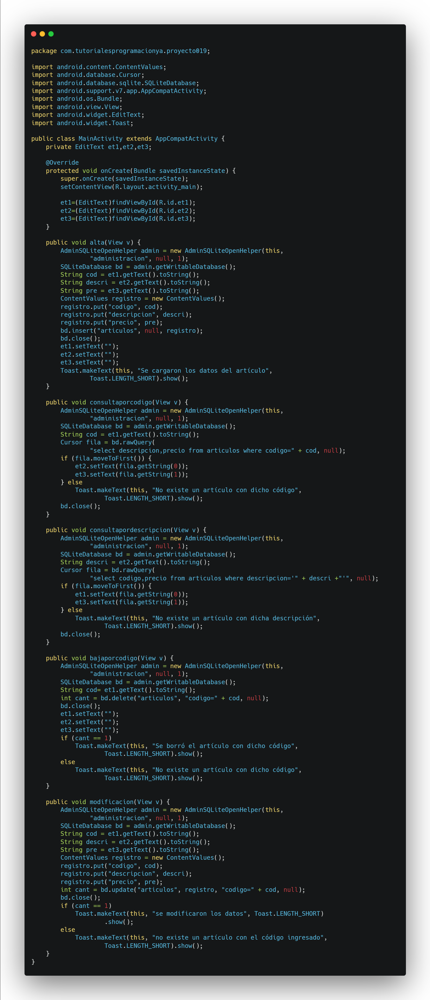 package com.tutorialesprogramacionya.proyecto019;

import android.content.ContentValues;
import android.database.Cursor;
import android.database.sqlite.SQLiteDatabase;
import android.support.v7.app.AppCompatActivity;
import android.os.Bundle;
import android.view.View;
import android.widget.EditText;
import android.widget.Toast;

public class MainActivity extends AppCompatActivity {
    private EditText et1,et2,et3;

    @Override
    protected void onCreate(Bundle savedInstanceState) {
        super.onCreate(savedInstanceState);
        setContentView(R.layout.activity_main);

        et1=(EditText)findViewById(R.id.et1);
        et2=(EditText)findViewById(R.id.et2);
        et3=(EditText)findViewById(R.id.et3);
    }

    public void alta(View v) {
        AdminSQLiteOpenHelper admin = new AdminSQLiteOpenHelper(this,
                "administracion", null, 1);
        SQLiteDatabase bd = admin.getWritableDatabase();
        String cod = et1.getText().toString();
        String descri = et2.getText().toString();
        String pre = et3.getText().toString();
        ContentValues registro = new ContentValues();
        registro.put("codigo", cod);
        registro.put("descripcion", descri);
        registro.put("precio", pre);
        bd.insert("articulos", null, registro);
        bd.close();
        et1.setText("");
        et2.setText("");
        et3.setText("");
        Toast.makeText(this, "Se cargaron los datos del artículo",
                Toast.LENGTH_SHORT).show();
    }

    public void consultaporcodigo(View v) {
        AdminSQLiteOpenHelper admin = new AdminSQLiteOpenHelper(this,
                "administracion", null, 1);
        SQLiteDatabase bd = admin.getWritableDatabase();
        String cod = et1.getText().toString();
        Cursor fila = bd.rawQuery(
                "select descripcion,precio from articulos where codigo=" + cod, null);
        if (fila.moveToFirst()) {
            et2.setText(fila.getString(0));
            et3.setText(fila.getString(1));
        } else
            Toast.makeText(this, "No existe un artículo con dicho código",
                    Toast.LENGTH_SHORT).show();
        bd.close();
    }

    public void consultapordescripcion(View v) {
        AdminSQLiteOpenHelper admin = new AdminSQLiteOpenHelper(this,
                "administracion", null, 1);
        SQLiteDatabase bd = admin.getWritableDatabase();
        String descri = et2.getText().toString();
        Cursor fila = bd.rawQuery(
                "select codigo,precio from articulos where descripcion='" + descri +"'", null);
        if (fila.moveToFirst()) {
            et1.setText(fila.getString(0));
            et3.setText(fila.getString(1));
        } else
            Toast.makeText(this, "No existe un artículo con dicha descripción",
                    Toast.LENGTH_SHORT).show();
        bd.close();
    }

    public void bajaporcodigo(View v) {
        AdminSQLiteOpenHelper admin = new AdminSQLiteOpenHelper(this,
                "administracion", null, 1);
        SQLiteDatabase bd = admin.getWritableDatabase();
        String cod= et1.getText().toString();
        int cant = bd.delete("articulos", "codigo=" + cod, null);
        bd.close();
        et1.setText("");
        et2.setText("");
        et3.setText("");
        if (cant == 1)
            Toast.makeText(this, "Se borró el artículo con dicho código",
                    Toast.LENGTH_SHORT).show();
        else
            Toast.makeText(this, "No existe un artículo con dicho código",
                    Toast.LENGTH_SHORT).show();
    }

    public void modificacion(View v) {
        AdminSQLiteOpenHelper admin = new AdminSQLiteOpenHelper(this,
                "administracion", null, 1);
        SQLiteDatabase bd = admin.getWritableDatabase();
        String cod = et1.getText().toString();
        String descri = et2.getText().toString();
        String pre = et3.getText().toString();
        ContentValues registro = new ContentValues();
        registro.put("codigo", cod);
        registro.put("descripcion", descri);
        registro.put("precio", pre);
        int cant = bd.update("articulos", registro, "codigo=" + cod, null);
        bd.close();
        if (cant == 1)
            Toast.makeText(this, "se modificaron los datos", Toast.LENGTH_SHORT)
                    .show();
        else
            Toast.makeText(this, "no existe un artículo con el código ingresado",
                    Toast.LENGTH_SHORT).show();
    }
}